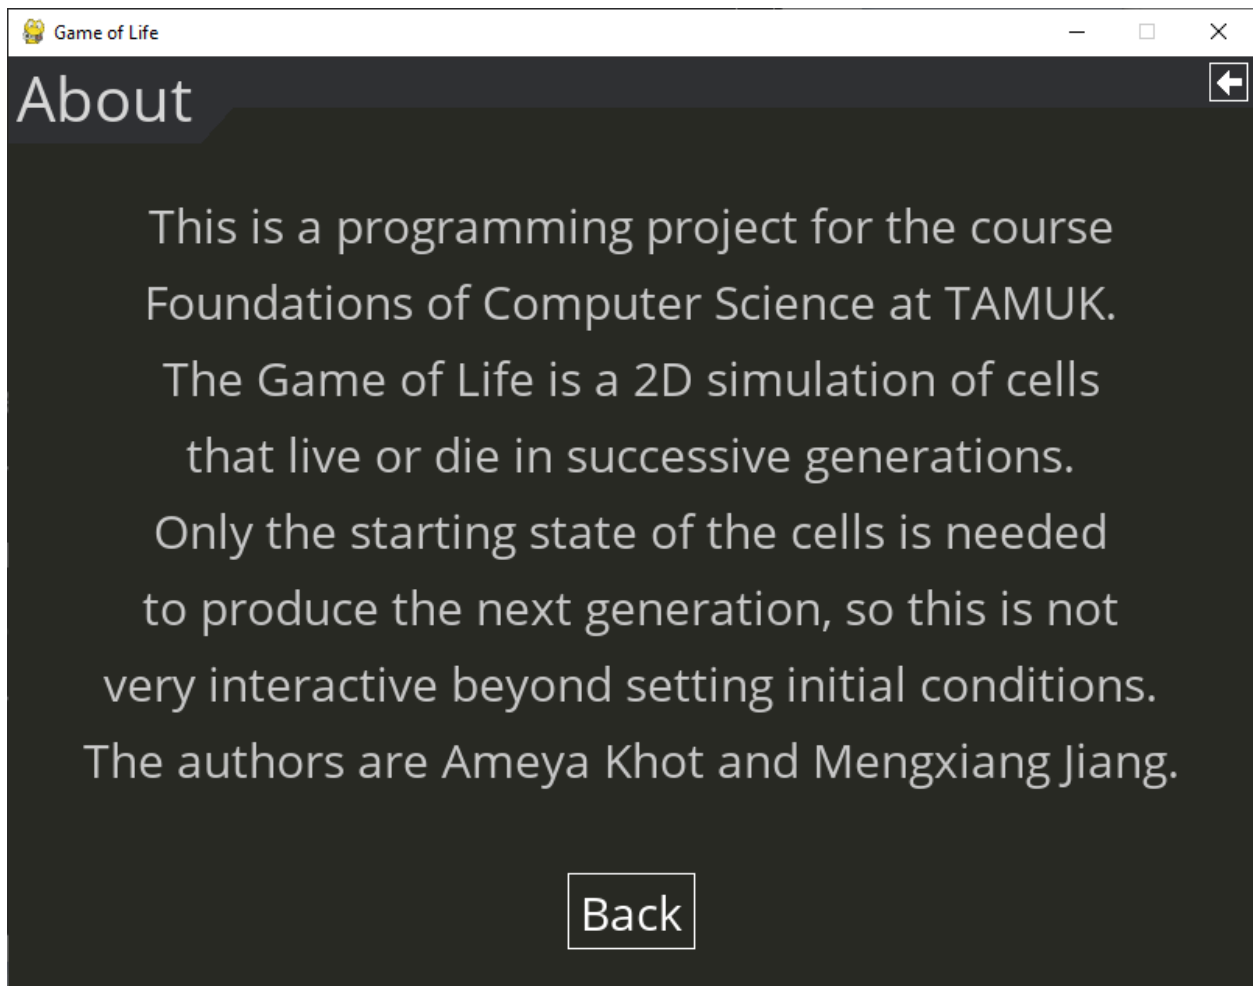 Game of Life
About
This is a programming project for the course
Foundations of Computer Science at TAMUK.
The Game of Life is a 2D simulation of cells
that live or die in successive generations.
Only the starting state of the cells is needed
to produce the next generation, so this is not
very interactive beyond setting initial conditions.
The authors are Ameya Khot and Mengxiang Jiang.
Back